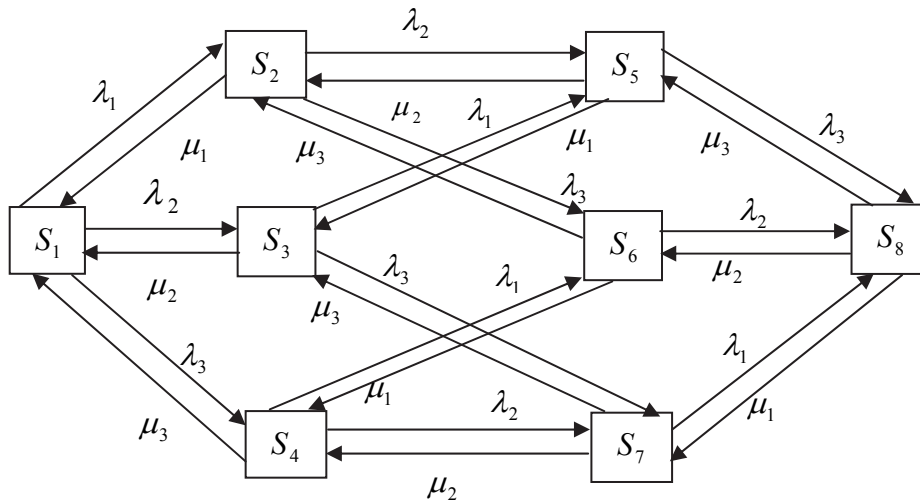 λ₂
S₂
S₅
λ₁
μ₂
λ₁
λ₃
μ₁
μ₃
μ₁
μ₃
λ₂
λ₃
λ₂
S₁
S₃
S₆
S₈
μ₂
λ₃
λ₁
μ₂
μ₃
λ₃
λ₁
μ₁
λ₂
μ₁
μ₃
S₄
S₇
μ₂